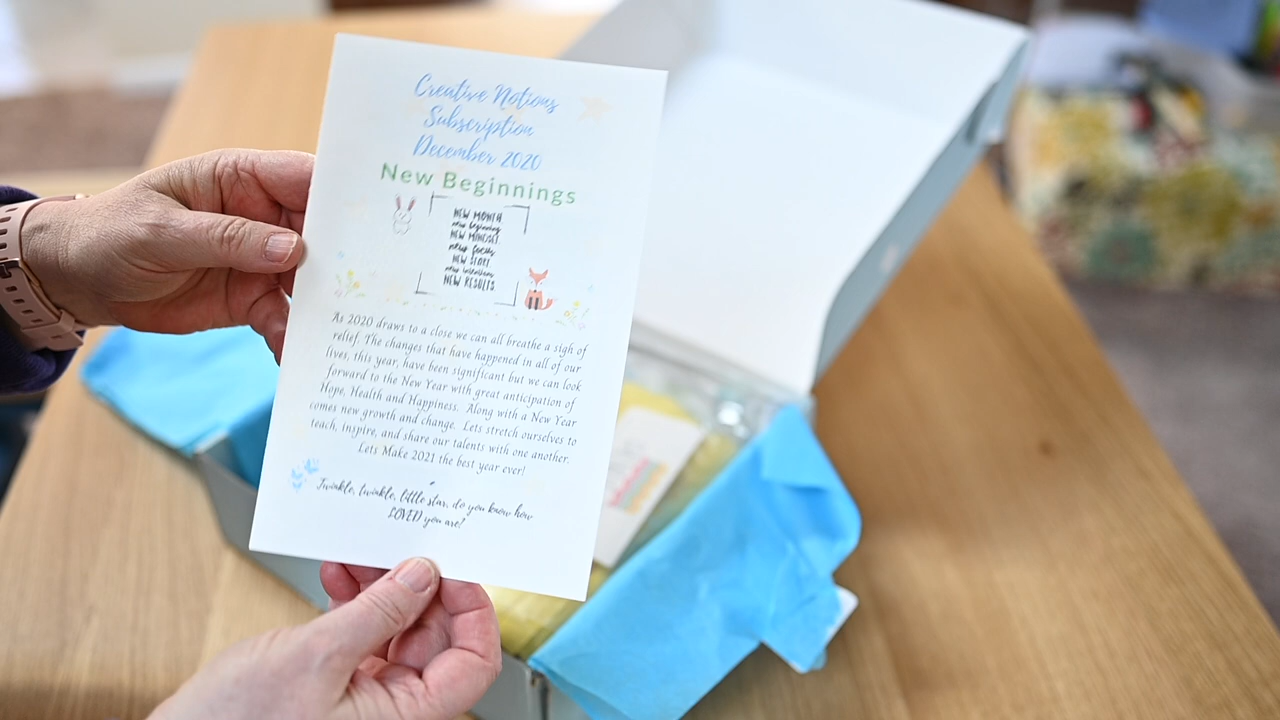 Creative Notions
Subscription
December 2020
New Beginnings
NEW MONTH
new beginning
NEW MINDSET
new focus
NEW START
new intentions
NEW RESULTS
As 2020 draws to a close we can all breathe a sigh of
relief. The changes that have happened in all of our
lives, this year, have been significant but we can look
forward to the New Year with great anticipation of
Hope, Health and Happiness. Along with a New Year
comes new growth and change. Lets stretch ourselves to
teach, inspire, and share our talents with one another.
Lets Make 2021 the best year ever!
Twinkle, twinkle, little star, do you know how
LOVED you are?